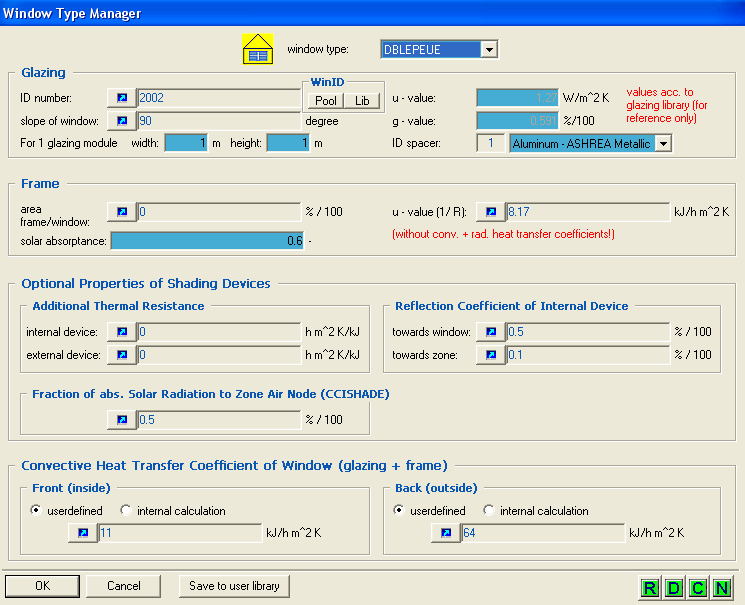 Window Type Manager
window type: DBLEPEUE
Glazing
ID number: 2002
WinID
Pool Lib
slope of window: 90 degree
For 1 glazing module width: 1 m height: 1 m
u - value: 1.27 W/m^2 K
g - value: 0.591 %/100
values acc. to
glazing library (for
reference only)
ID spacer: 1 Aluminum - ASHREA Metallic
Frame
area
frame/window: 0 % / 100
solar absorptance: 0.6 -
u - value (1/ R): 8.17 kJ/h m^2 K
(without conv. + rad. heat transfer coefficients!)
Optional Properties of Shading Devices
Additional Thermal Resistance
internal device: 0 h m^2 K/kJ
external device: 0 h m^2 K/kJ
Reflection Coefficient of Internal Device
towards window: 0.5 % / 100
towards zone: 0.1 % / 100
Fraction of abs. Solar Radiation to Zone Air Node (CCISHADE)
0.5 % / 100
Convective Heat Transfer Coefficient of Window (glazing + frame)
Front (inside)
userdefined internal calculation
11 kJ/h m^2 K
Back (outside)
userdefined internal calculation
64 kJ/h m^2 K
OK Cancel Save to user library R D C N